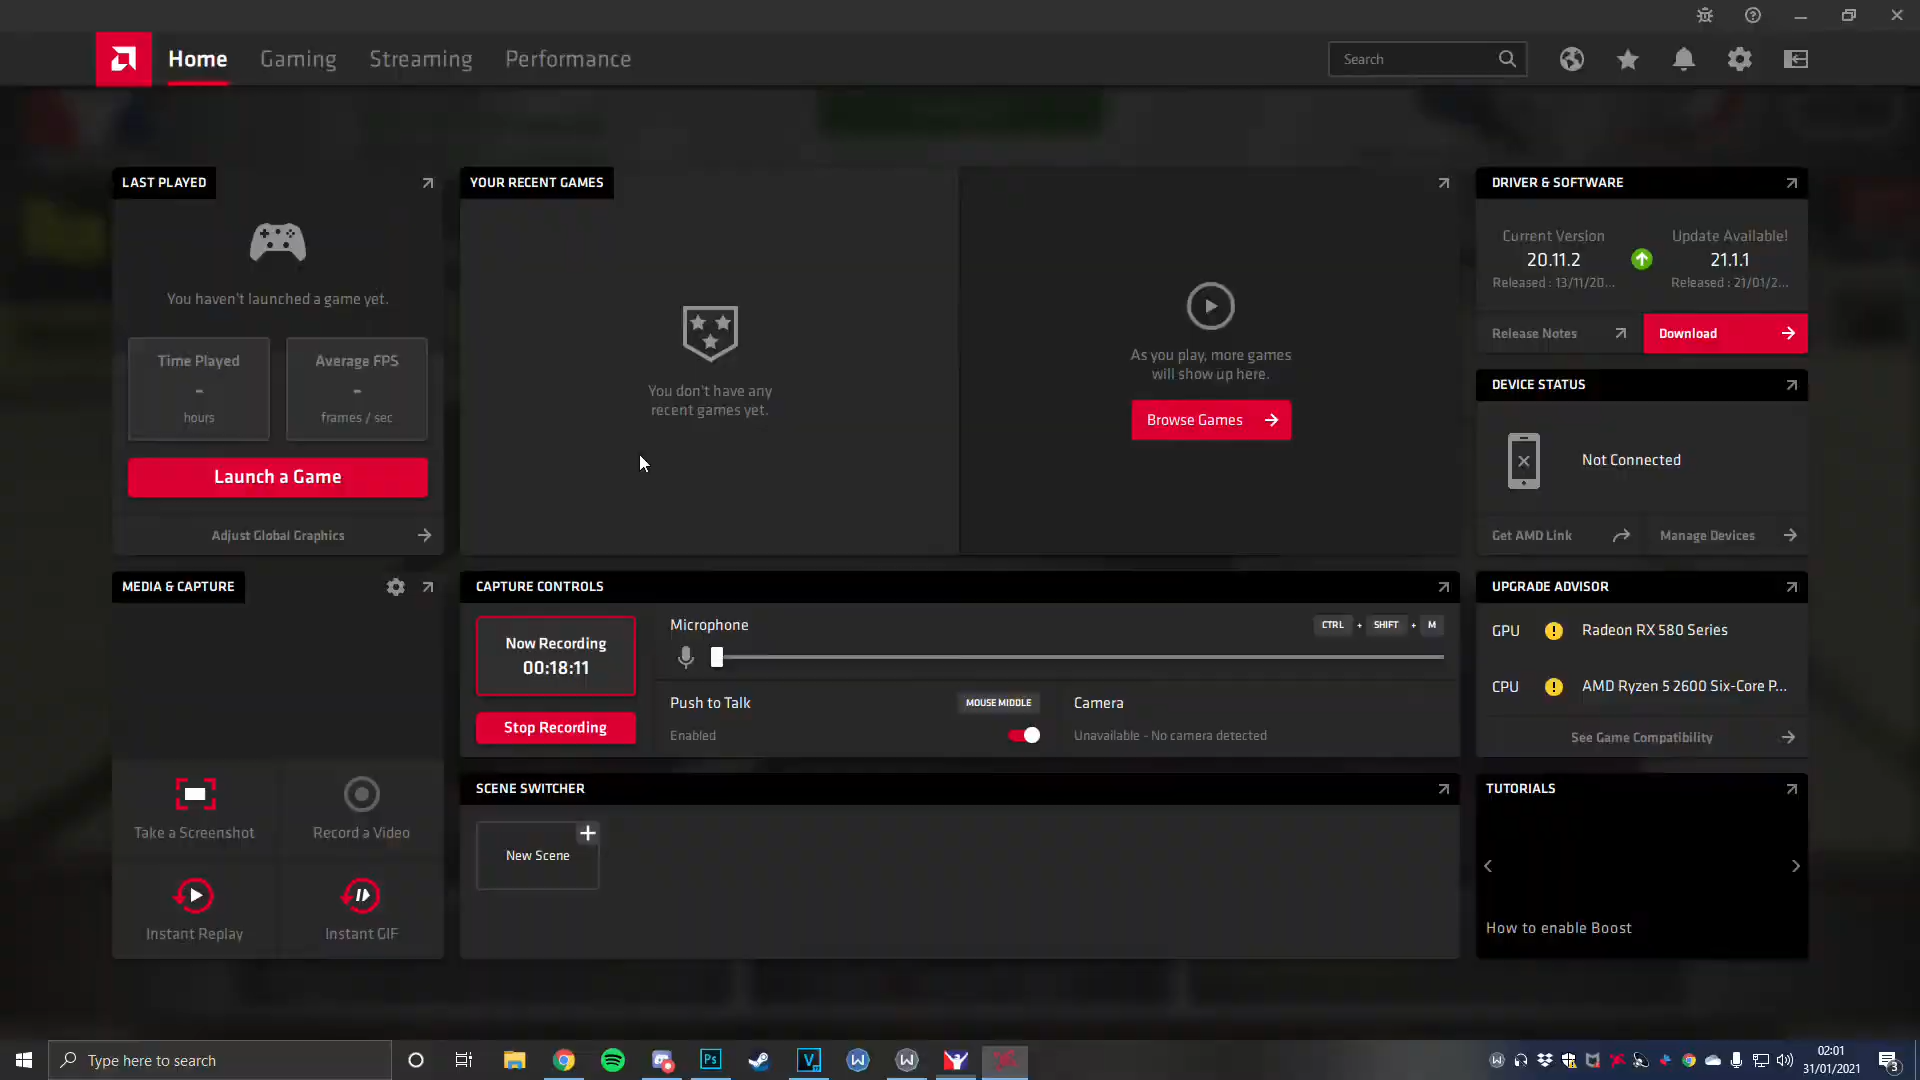 Home
Gaming
Streaming
Performance
Search
LAST PLAYED
You haven't launched a game yet.
Time Played
-
hours
Average FPS
-
frames / sec
Launch a Game
Adjust Global Graphics
YOUR RECENT GAMES
You don't have any
recent games yet.
As you play, more games
will show up here.
Browse Games
DRIVER & SOFTWARE
Current Version
20.11.2
Released : 13/11/20...
Update Available!
21.1.1
Released : 21/01/2...
Release Notes
Download
DEVICE STATUS
Not Connected
Get AMD Link
Manage Devices
MEDIA & CAPTURE
Take a Screenshot
Record a Video
Instant Replay
Instant GIF
CAPTURE CONTROLS
Now Recording
00:18:11
Stop Recording
Microphone
CTRL + SHIFT + M
Push to Talk
MOUSE MIDDLE
Enabled
Camera
Unavailable - No camera detected
SCENE SWITCHER
New Scene
UPGRADE ADVISOR
GPU
Radeon RX 580 Series
CPU
AMD Ryzen 5 2600 Six-Core P...
See Game Compatibility
TUTORIALS
How to enable Boost
Type here to search
Ps
V
02:01
31/01/2021
3